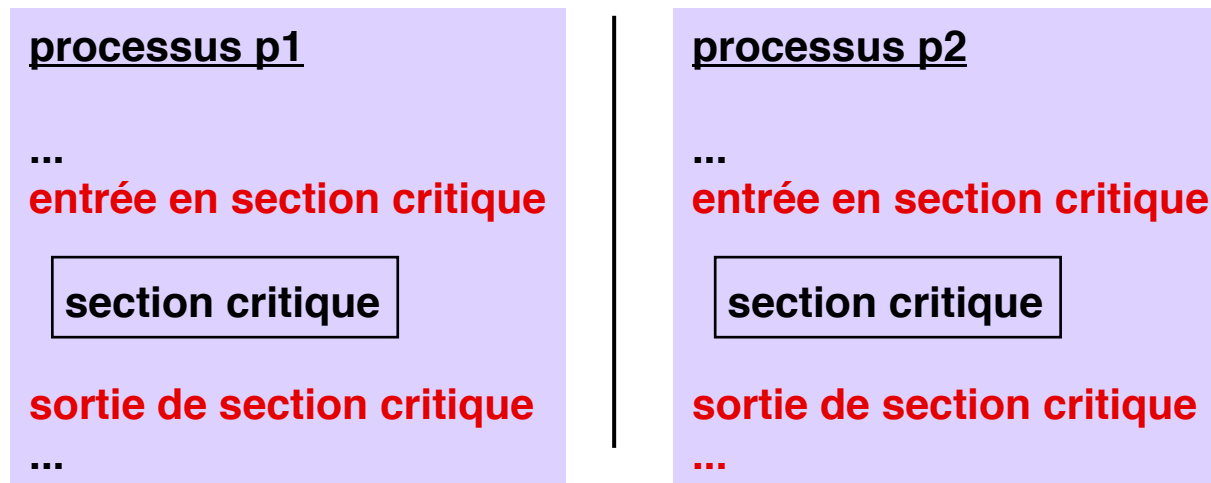 processus p1
...
entrée en section critique
section critique
sortie de section critique
...
processus p2
...
entrée en section critique
section critique
sortie de section critique
...